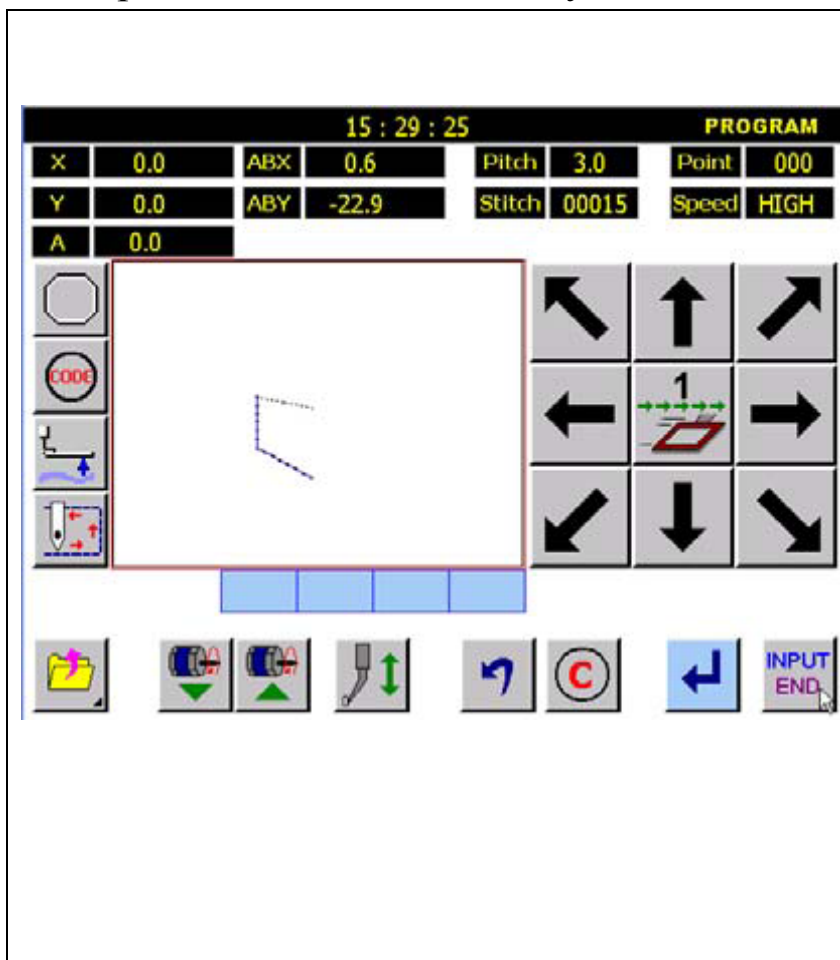 15 : 29 : 25 PROGRAM
X 0.0 ABX 0.6 Pitch 3.0 Point 000
Y 0.0 ABY -22.9 Stitch 00015 Speed HIGH
A 0.0
1
CODE
C
INPUT
END